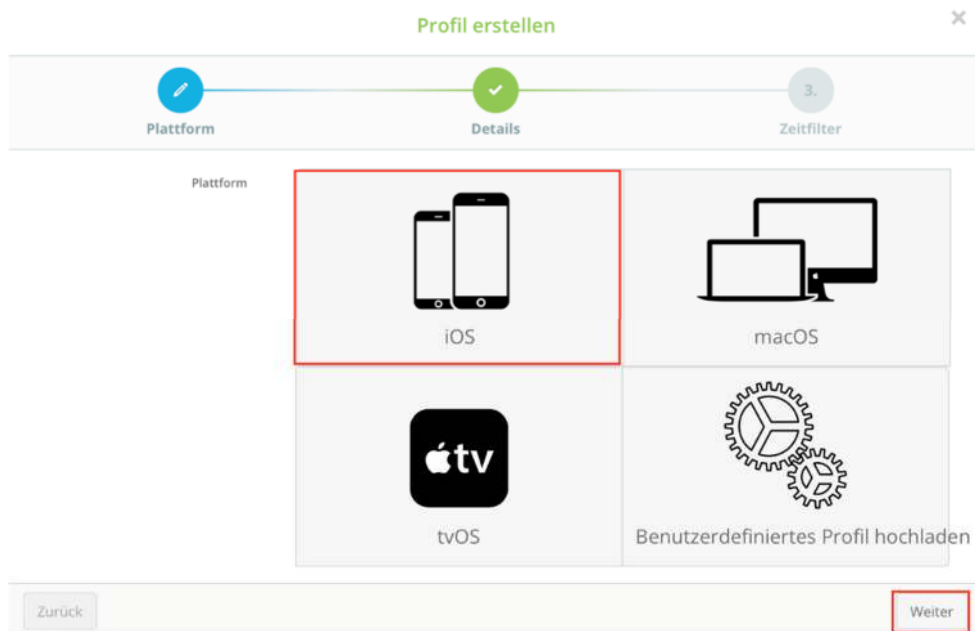 Profil erstellen
3.
Plattform Details Zeitfilter
Plattform
iOS macOS
tv
tvOS Benutzerdefiniertes Profil hochladen
Zurück Weiter